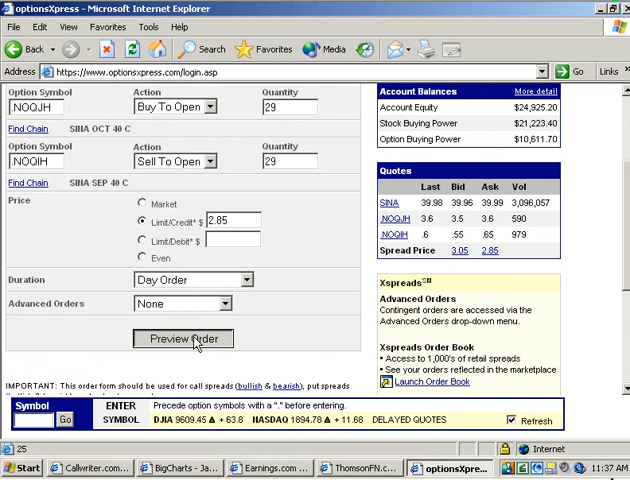 optionsXpress - Microsoft Internet Explorer
File Edit View Favorites Tools Help
Back Search Favorites Media
Address https://www.optionsxpress.com/login.asp Go Links »
Option Symbol Action Quantity
.NOQJH Buy To Open 29
Find Chain SINA OCT 40 C
Option Symbol Action Quantity
.NOQIH Sell To Open 29
Find Chain SINA SEP 40 C
Price Market
Limit/Credit* $ 2.85
Limit/Debit* $
Even
Duration Day Order
Advanced Orders None
Preview Order
Account Balances More detail
Account Equity $24,925.20
Stock Buying Power $21,223.40
Option Buying Power $10,611.70
Quotes
Last Bid Ask Vol
SINA 39.98 39.96 39.99 3,096,057
.NOQJH 3.6 3.5 3.6 590
.NOQIH .6 .55 .65 979
Spread Price 3.05 2.85
Xspreads℠
Advanced Orders
Contingent orders are accessed via the
Advanced Orders drop-down menu.
Xspreads Order Book
• Access to 1,000's of retail spreads
• See your orders reflected in the marketplace
Launch Order Book
IMPORTANT: This order form should be used for call spreads (bullish & bearish), put spreads
Symbol ENTER Precede option symbols with a "." before entering.
Go SYMBOL DJIA 9609.45 + 63.8 NASDAQ 1894.78 + 11.68 DELAYED QUOTES Refresh
25 Internet
Start Callwriter.com... BigCharts - Ja... Earnings.com ... ThomsonFN.c... optionsXpre... 11:37 AM